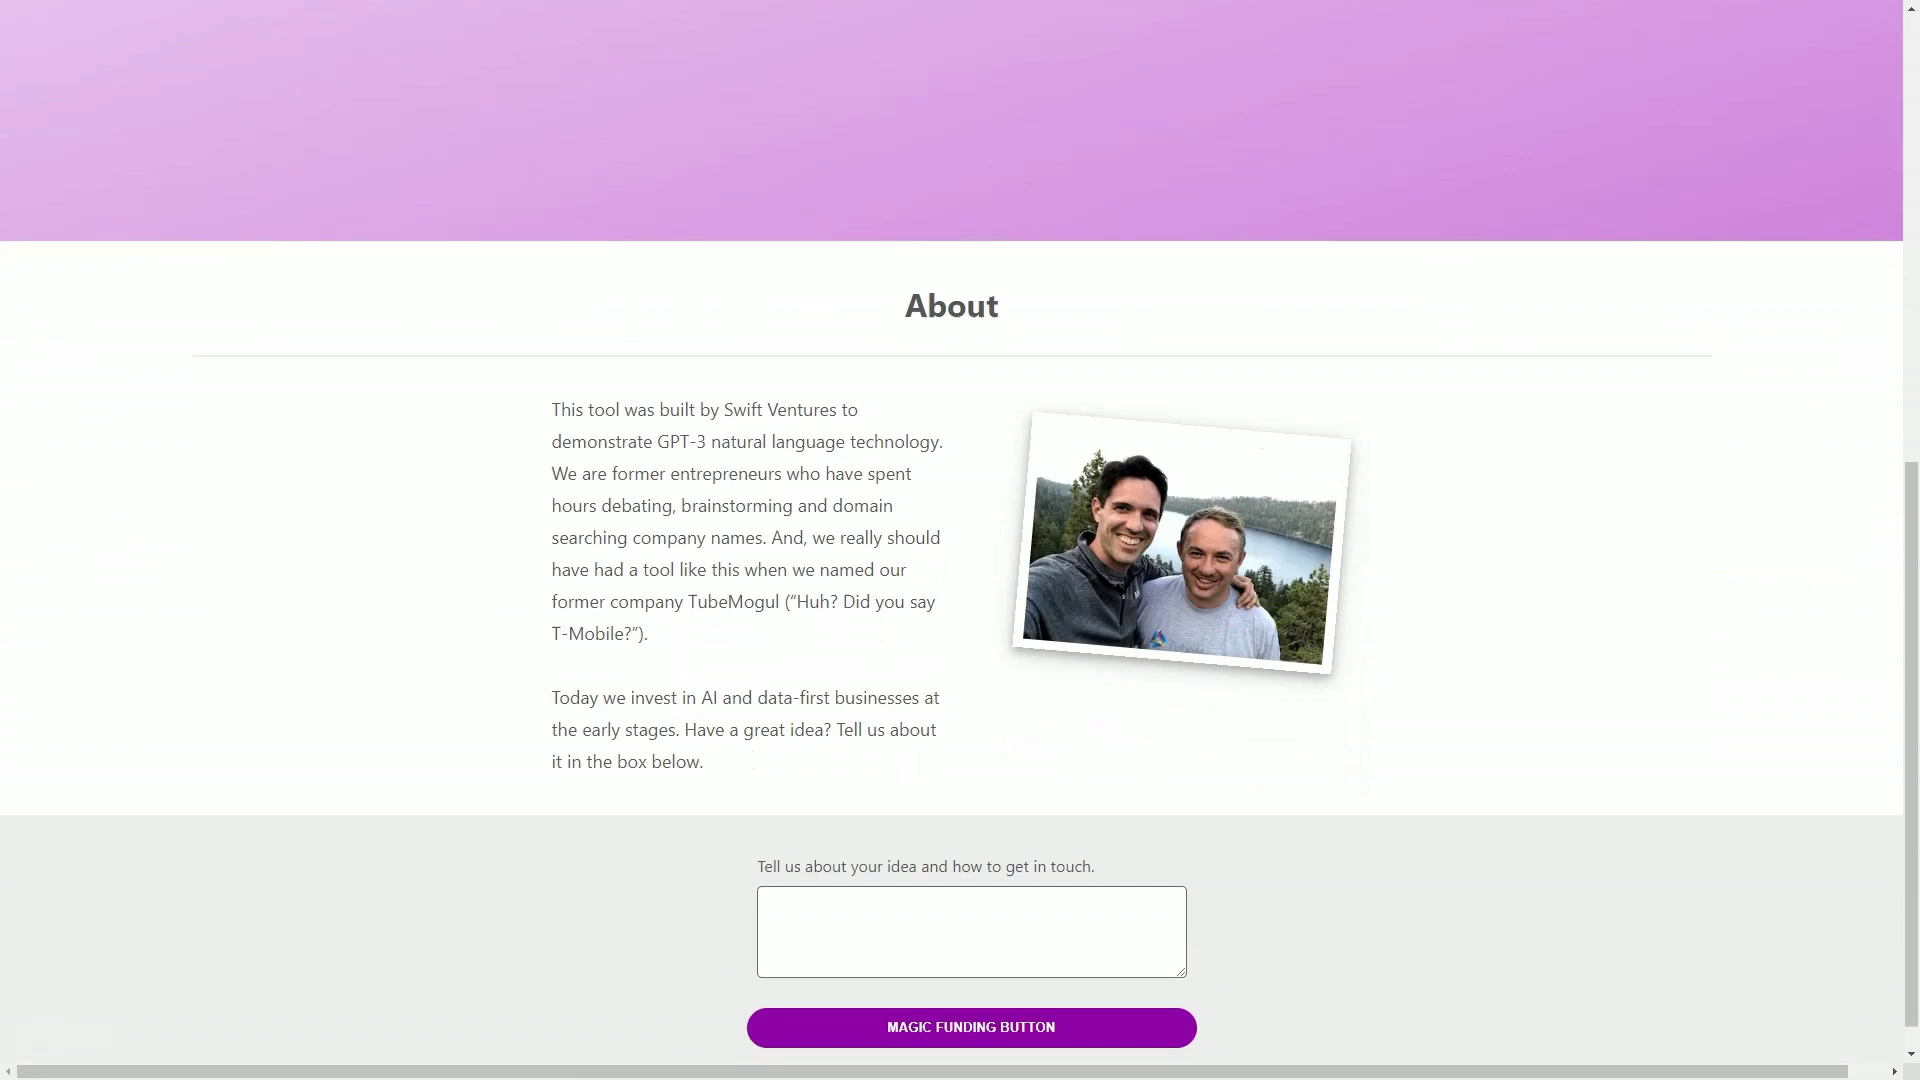 About
This tool was built by Swift Ventures to
demonstrate GPT-3 natural language technology.
We are former entrepreneurs who have spent
hours debating, brainstorming and domain
searching company names. And, we really should
have had a tool like this when we named our
former company TubeMogul (“Huh? Did you say
T-Mobile?”).
Today we invest in AI and data-first businesses at
the early stages. Have a great idea? Tell us about
it in the box below.
Tell us about your idea and how to get in touch.
MAGIC FUNDING BUTTON